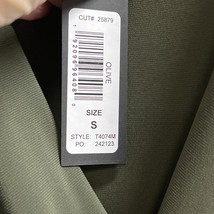 CUT# 25879
OLIVE
SIZE
S
STYLE: T4074M
PO: 242123